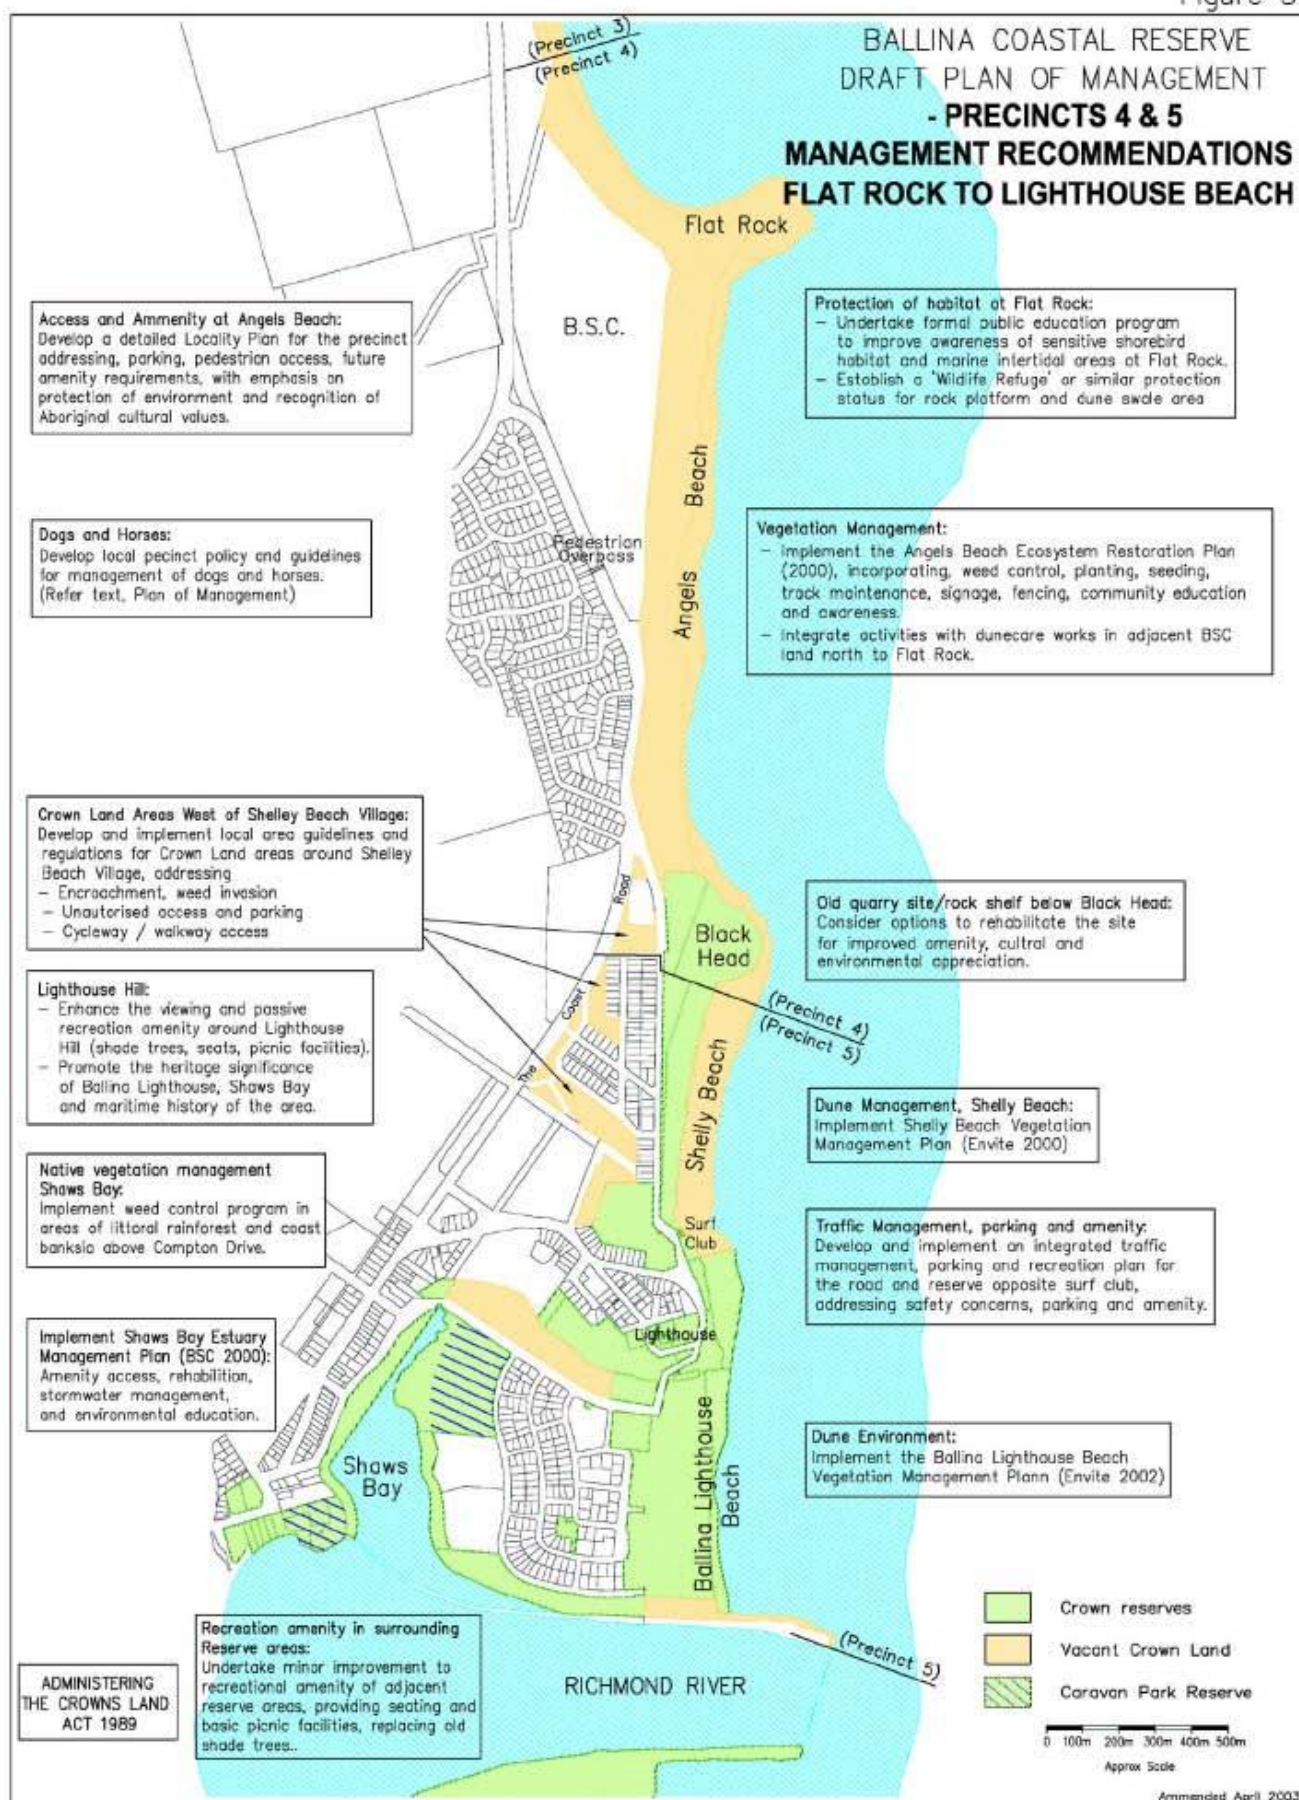 (Precinct 3)
(Precinct 4)
BALLINA COASTAL RESERVE
DRAFT PLAN OF MANAGEMENT
- PRECINCTS 4 & 5
MANAGEMENT RECOMMENDATIONS
FLAT ROCK TO LIGHTHOUSE BEACH
Flat Rock
B.S.C.
Access and Ammenity at Angels Beach:
Develop a detailed Locality Plan for the precinct
addressing, parking, pedestrian access, future
amenity requirements, with emphasis on
protection of environment and recognition of
Aboriginal cultural values.
Protection of habitat at Flat Rock:
- Undertake formal public education program
to improve awareness of sensitive shorebird
habitat and marine intertidal areas at Flat Rock.
- Establish a 'Wildlife Refuge' or similar protection
status for rock platform and dune swale area
Angels Beach
Dogs and Horses:
Develop local pecinct policy and guidelines
for management of dogs and horses.
(Refer text, Plan of Management)
Pedestrian
Overpass
Vegetation Management:
- Implement the Angels Beach Ecosystem Restoration Plan
(2000), incorporating, weed control, planting, seeding,
track maintenance, signage, fencing, community education
and awareness.
- Integrate activities with dunecare works in adjacent BSC
land north to Flat Rock.
Crown Land Areas West of Shelley Beach Village:
Develop and implement local area guidelines and
regulations for Crown Land areas around Shelley
Beach Village, addressing
- Encroachment, weed invasion
- Unautorised access and parking
- Cycleway / walkway access
The Coast Road
Black
Head
Old quarry site/rock shelf below Black Head:
Consider options to rehabilitate the site
for improved amenity, cultral and
environmental appreciation.
(Precinct 4)
(Precinct 5)
Lighthouse Hill:
- Enhance the viewing and passive
recreation amenity around Lighthouse
Hill (shade trees, seats, picnic facilities).
- Promote the heritage significance
of Ballina Lighthouse, Shaws Bay
and maritime history of the area.
Shelly Beach
Dune Management, Shelly Beach:
Implement Shelly Beach Vegetation
Management Plan (Envite 2000)
Native vegetation management
Shaws Bay:
Implement weed control program in
areas of littoral rainforest and coast
banksia above Compton Drive.
Surf
Club
Traffic Management, parking and amenity:
Develop and implement an integrated traffic
management, parking and recreation plan for
the road and reserve opposite surf club,
addressing safety concerns, parking and amenity.
Implement Shaws Bay Estuary
Management Plan (BSC 2000):
Amenity access, rehabilition,
stormwater management,
and environmental education.
Lighthouse
Shaws
Bay
Ballina Lighthouse
Beach
Dune Environment:
Implement the Ballina Lighthouse Beach
Vegetation Management Plann (Envite 2002)
Recreation amenity in surrounding
Reserve areas:
Undertake minor improvement to
recreational amenity of adjacent
reserve areas, providing seating and
basic picnic facilities, replacing old
shade trees..
ADMINISTERING
THE CROWNS LAND
ACT 1989
RICHMOND RIVER
(Precinct 5)
Crown reserves
Vacant Crown Land
Caravan Park Reserve
0 100m 200m 300m 400m 500m
Approx Scale
Ammended April 2003